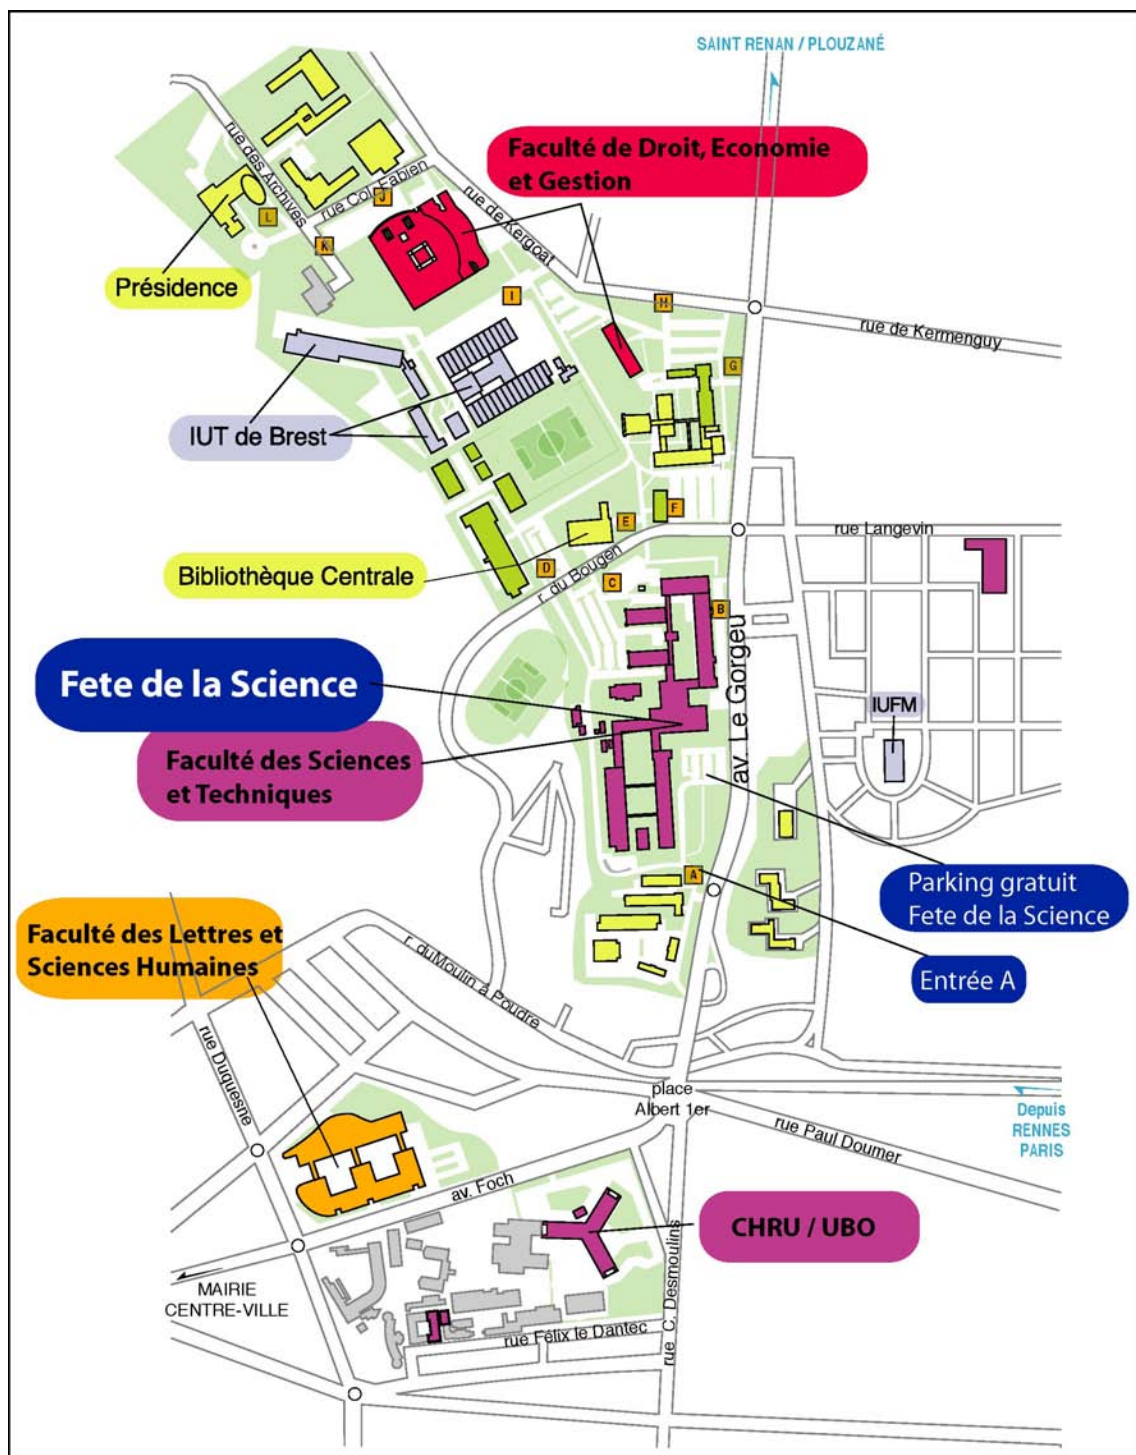 SAINT RENAN / PLOUZANÉ
Faculté de Droit, Economie
et Gestion
rue des Archives
rue Col. Fabien
J
L
K
rue de Kergoat
Présidence
I
H
rue de Kermenguy
G
IUT de Brest
F
E
rue Langevin
Bibliothèque Centrale
D
r. du Bougen
C
B
Fete de la Science
av. Le Gorgeu
IUFM
Faculté des Sciences
et Techniques
A
Parking gratuit
Fete de la Science
Entrée A
Faculté des Lettres et
Sciences Humaines
r. du Moulin à Poudre
rue Duquesne
place
Albert 1er
Depuis
RENNES
PARIS
rue Paul Doumer
av. Foch
CHRU / UBO
MAIRIE
CENTRE-VILLE
rue C. Desmoulins
rue Félix le Dantec